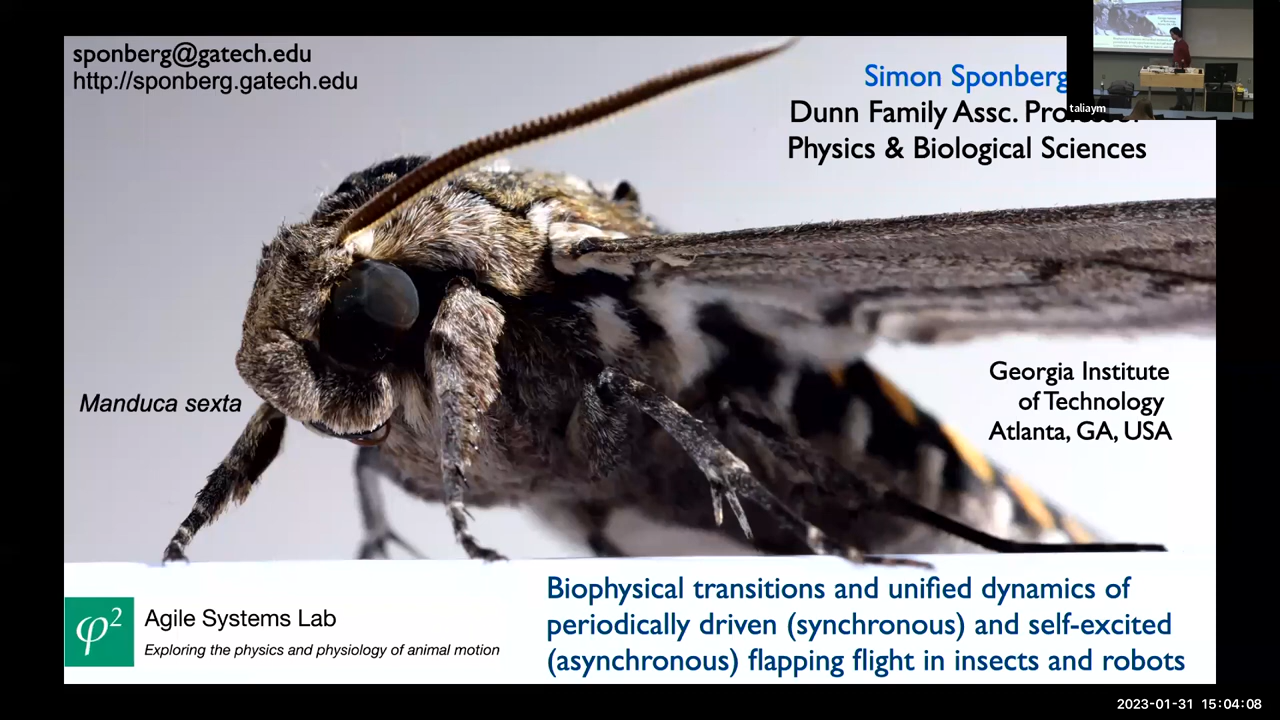 sponberg@gatech.edu
http://sponberg.gatech.edu
Simon Sponberg
Dunn Family Assc. Professor
Physics & Biological Sciences
taliaym
Manduca sexta
Georgia Institute
of Technology
Atlanta, GA, USA
φ²
Agile Systems Lab
Exploring the physics and physiology of animal motion
Biophysical transitions and unified dynamics of
periodically driven (synchronous) and self-excited
(asynchronous) flapping flight in insects and robots
2023-01-31 15:04:08